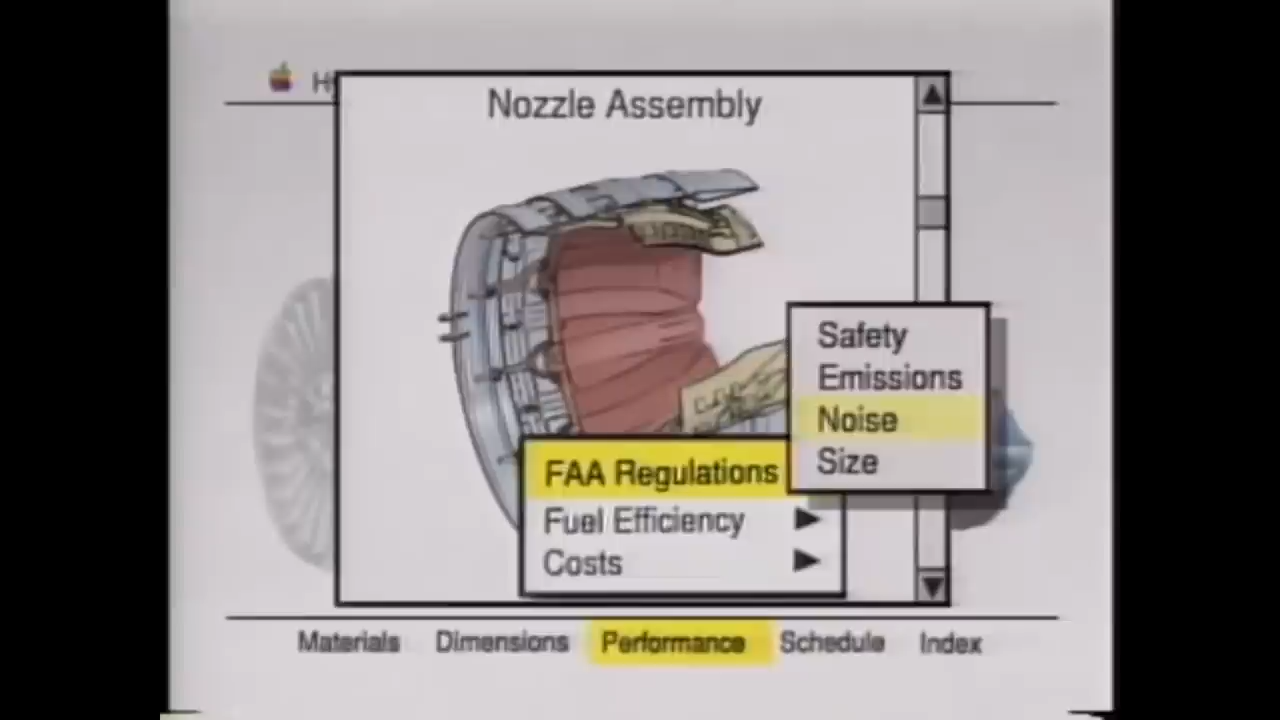 Nozzle Assembly
Safety
Emissions
Noise
Size
FAA Regulations
Fuel Efficiency
Costs
Materials Dimensions Performance Schedule Index